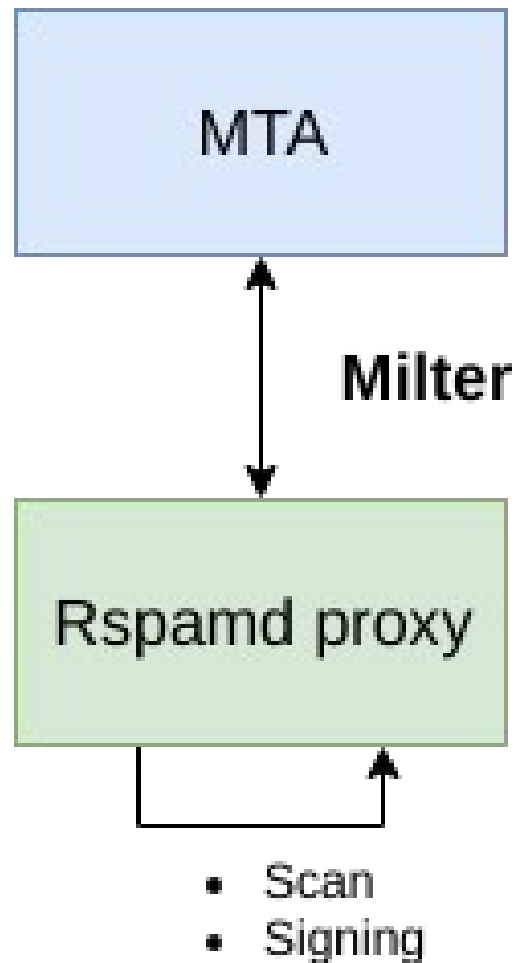 MTA
Milter
Rspamd proxy
• Scan
• Signing